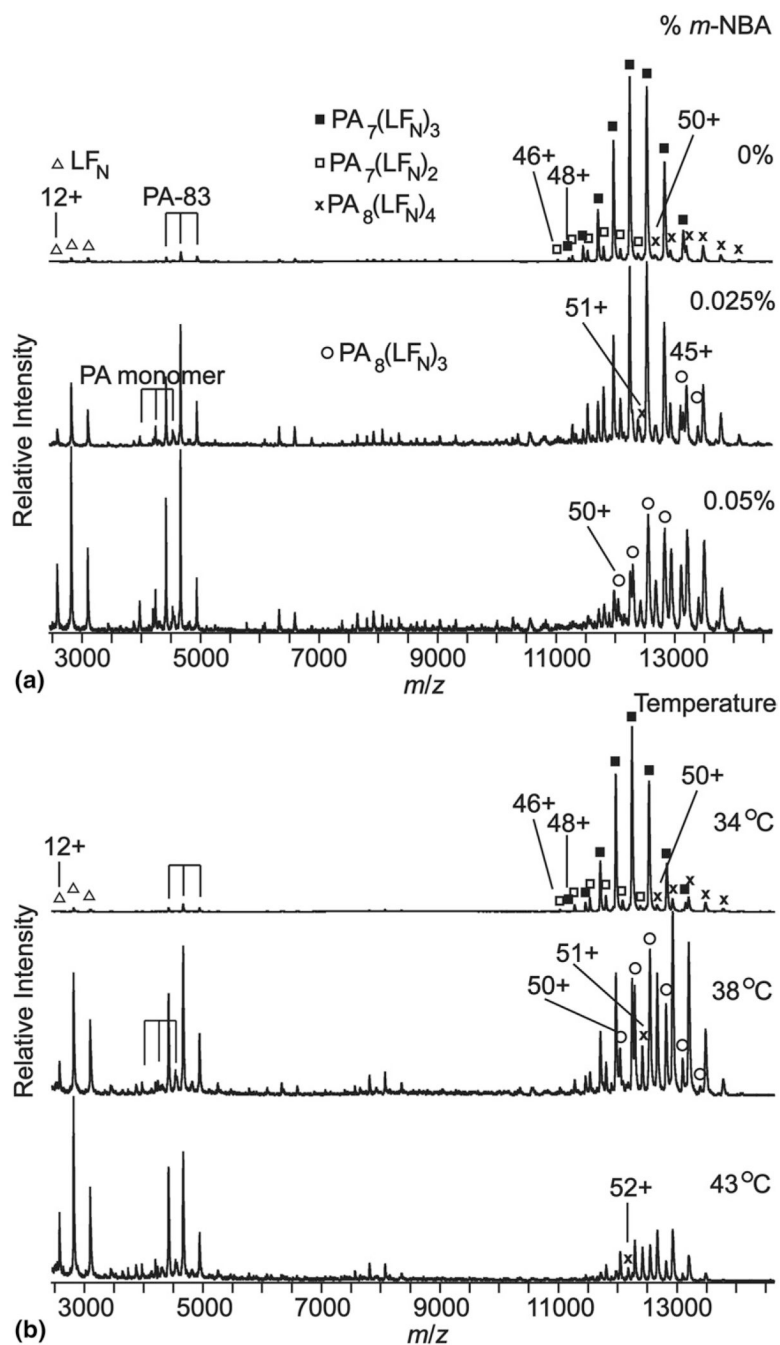 % m-NBA
■ PA7(LFN)3
□ PA7(LFN)2
x PA8(LFN)4
△ LFN
12+
PA-83
46+
48+
50+
0%
0.025%
51+
PA monomer
○ PA8(LFN)3
45+
0.05%
50+
Relative Intensity
3000 5000 7000 9000 11000 13000
m/z
(a)
Temperature
50+
46+
48+
34 °C
12+
51+
50+
38 °C
52+
43 °C
Relative Intensity
3000 5000 7000 9000 11000 13000
m/z
(b)